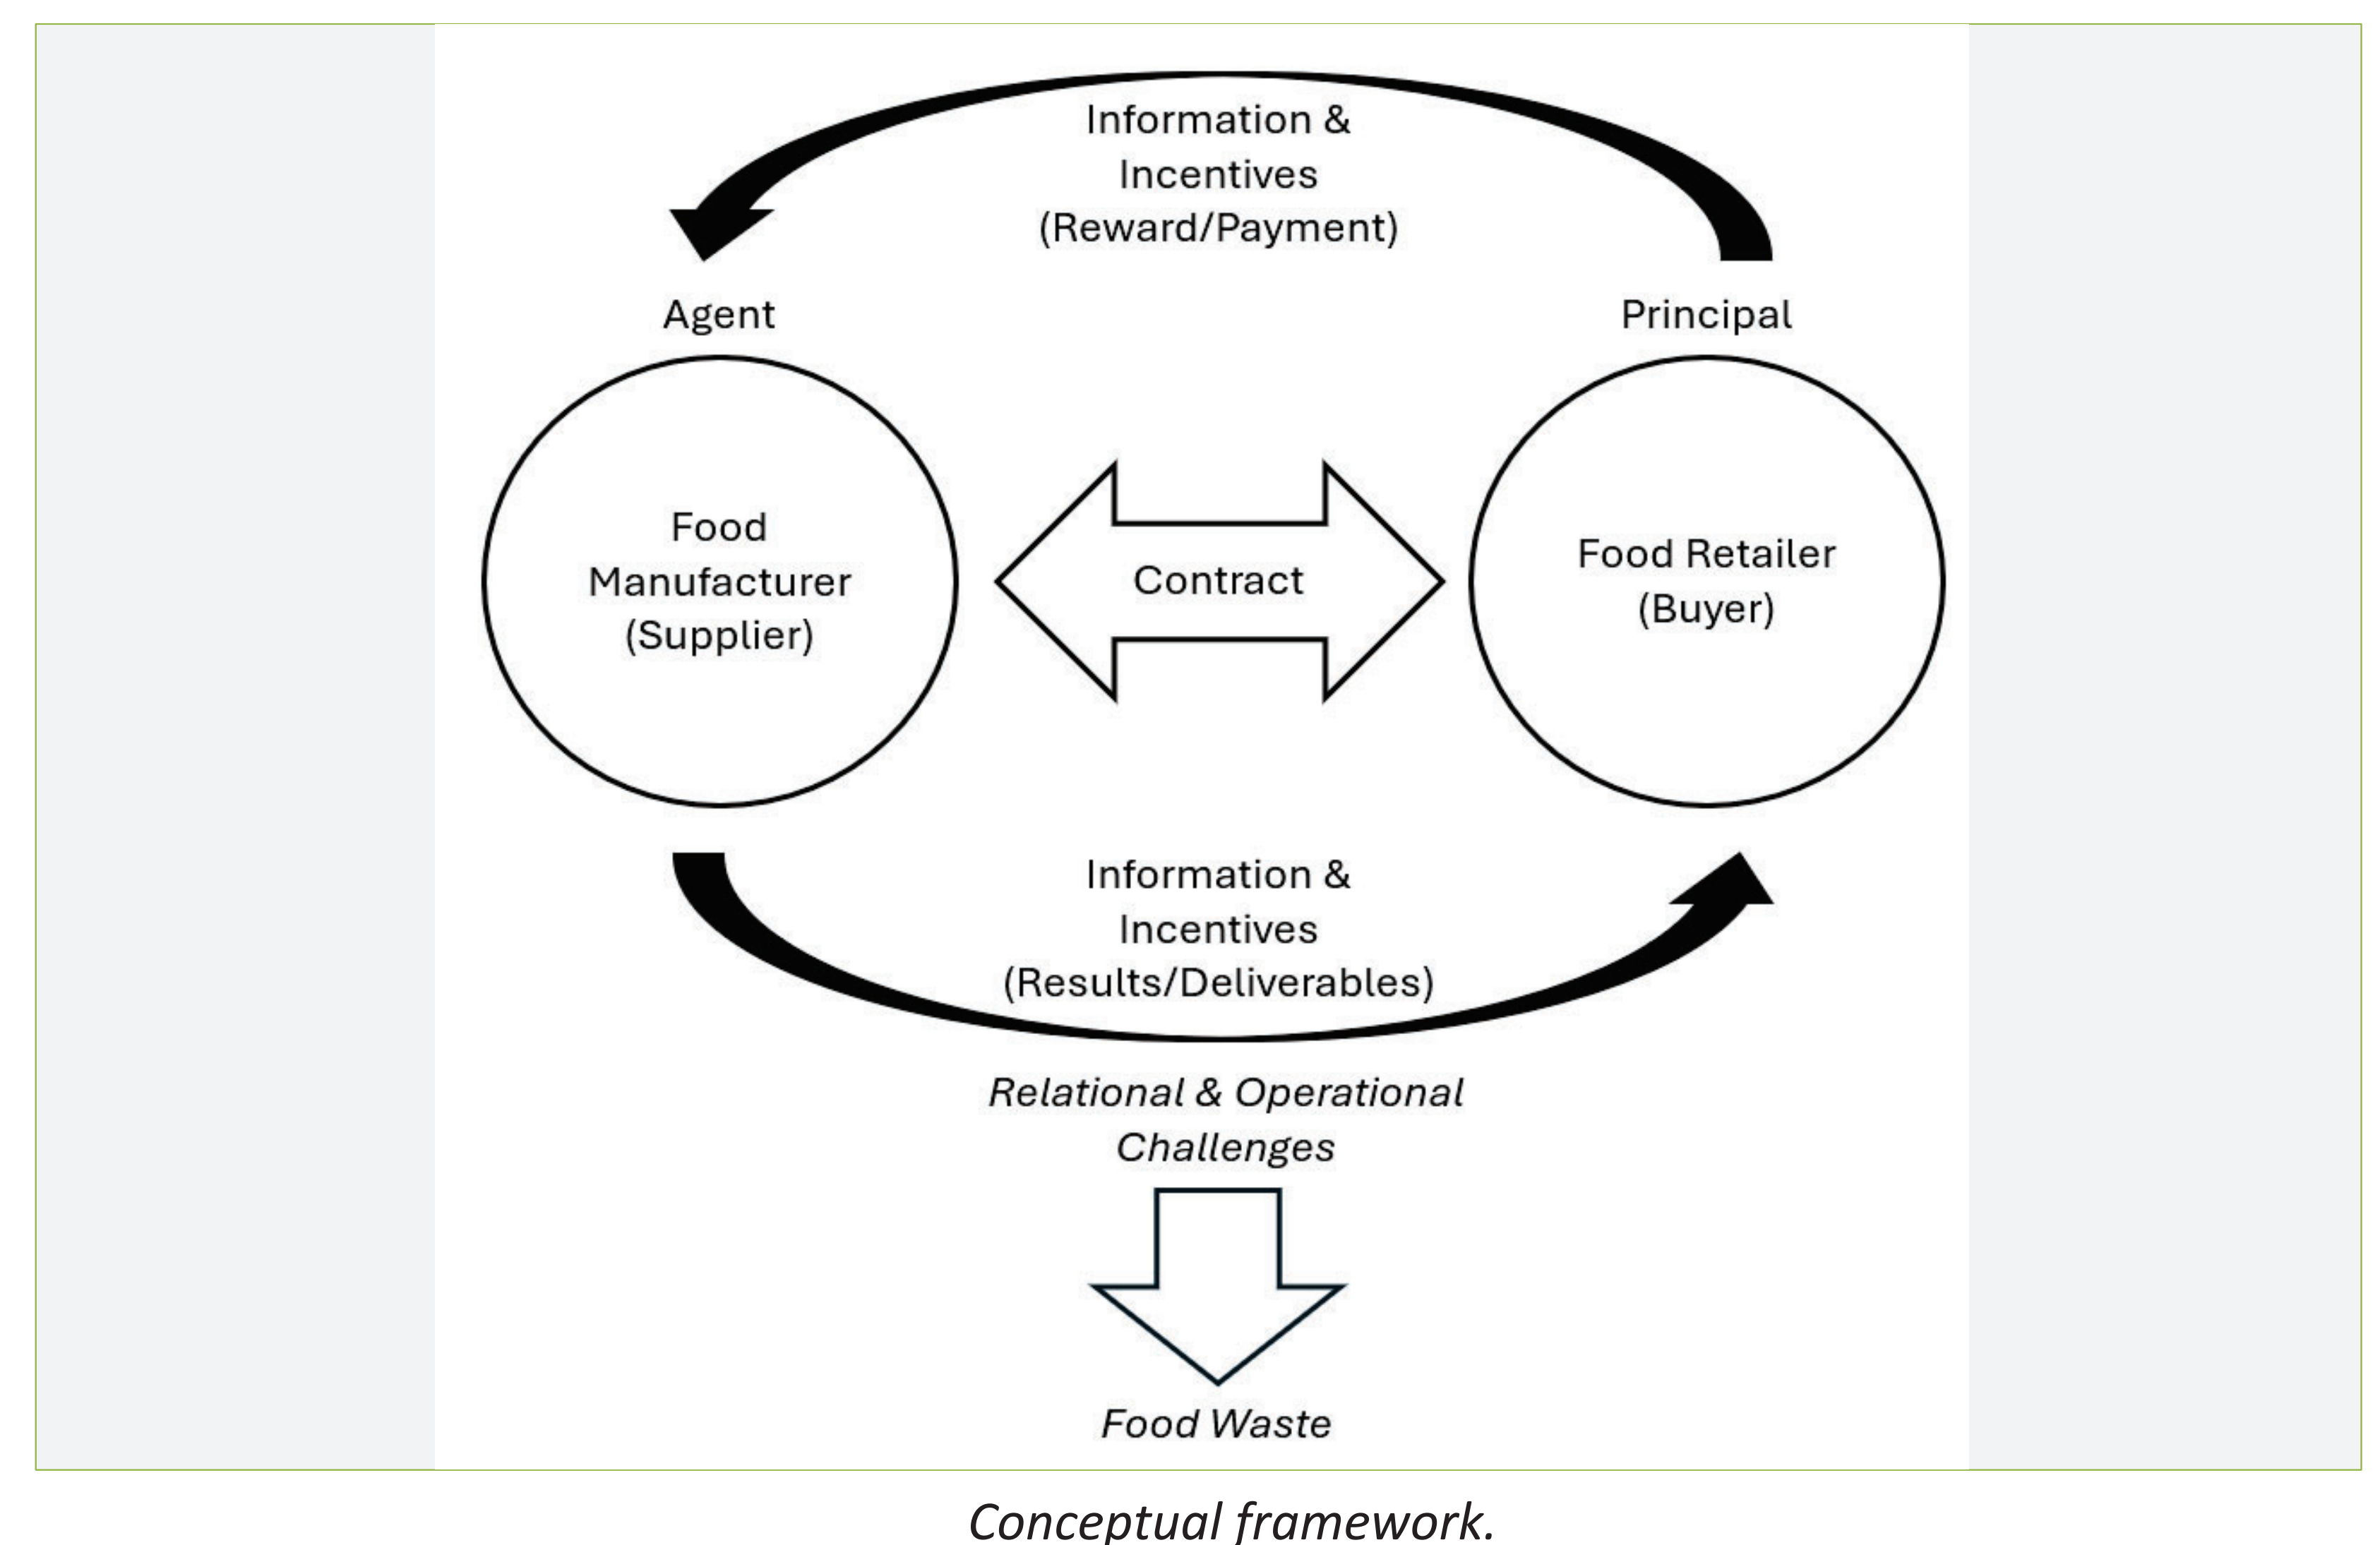 Information &
Incentives
(Reward/Payment)
Agent
Principal
Food
Manufacturer
(Supplier)
Contract
Food Retailer
(Buyer)
Information &
Incentives
(Results/Deliverables)
Relational & Operational
Challenges
Food Waste
Conceptual framework.